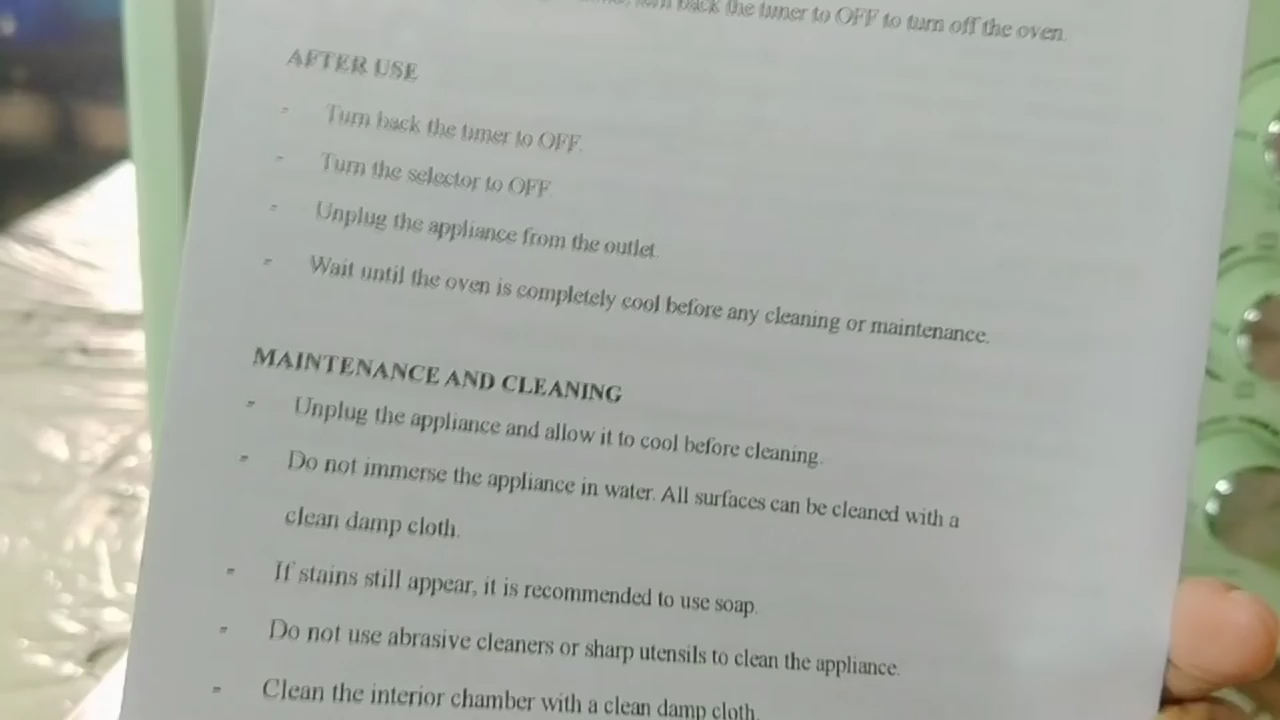 back the timer to OFF to turn off the oven.
AFTER USE
- Turn back the timer to OFF.
- Turn the selector to OFF
- Unplug the appliance from the outlet.
- Wait until the oven is completely cool before any cleaning or maintenance.
MAINTENANCE AND CLEANING
- Unplug the appliance and allow it to cool before cleaning.
- Do not immerse the appliance in water. All surfaces can be cleaned with a
clean damp cloth.
- If stains still appear, it is recommended to use soap.
- Do not use abrasive cleaners or sharp utensils to clean the appliance.
- Clean the interior chamber with a clean damp cloth.